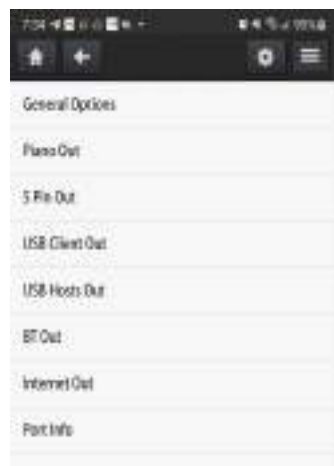 General Options
Piano Out
5 Pin Out
USB Client Out
USB Hosts Out
BT Out
Internet Out
Port Info